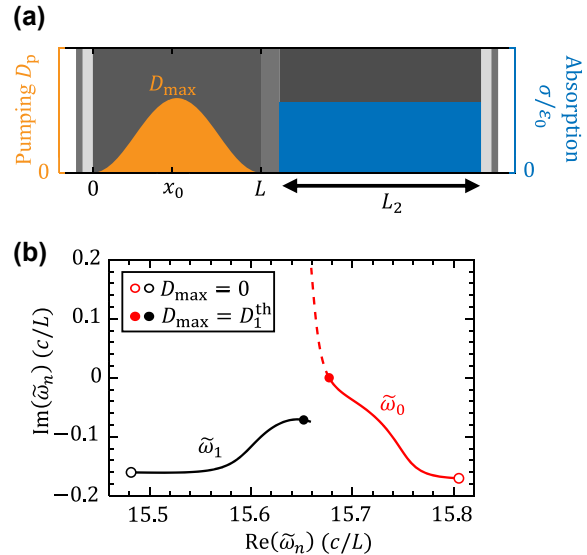 (a)
Pumping D_p
0
D_max
Absorption
σ/ε_0
0
0 x_0 L
L_2
(b)
0.2
0.1
0
−0.1
−0.2
Im(ω̃_n) (c/L)
D_max = 0
D_max = D_1^th
ω̃_0
ω̃_1
15.5 15.6 15.7 15.8
Re(ω̃_n) (c/L)